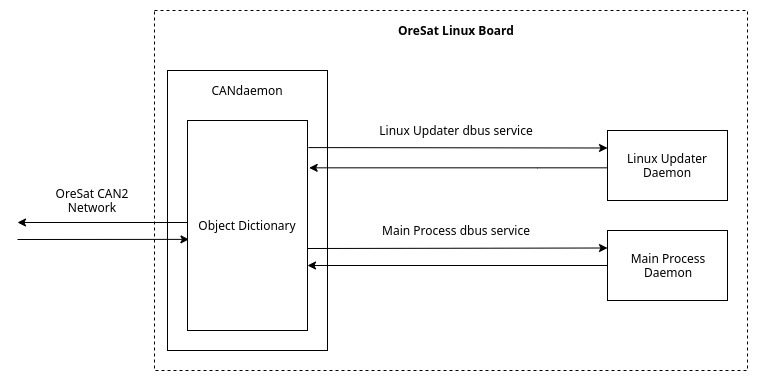 OreSat Linux Board
CANdaemon
Linux Updater dbus service
Linux Updater
Daemon
OreSat CAN2
Network
Object Dictionary
Main Process dbus service
Main Process
Daemon